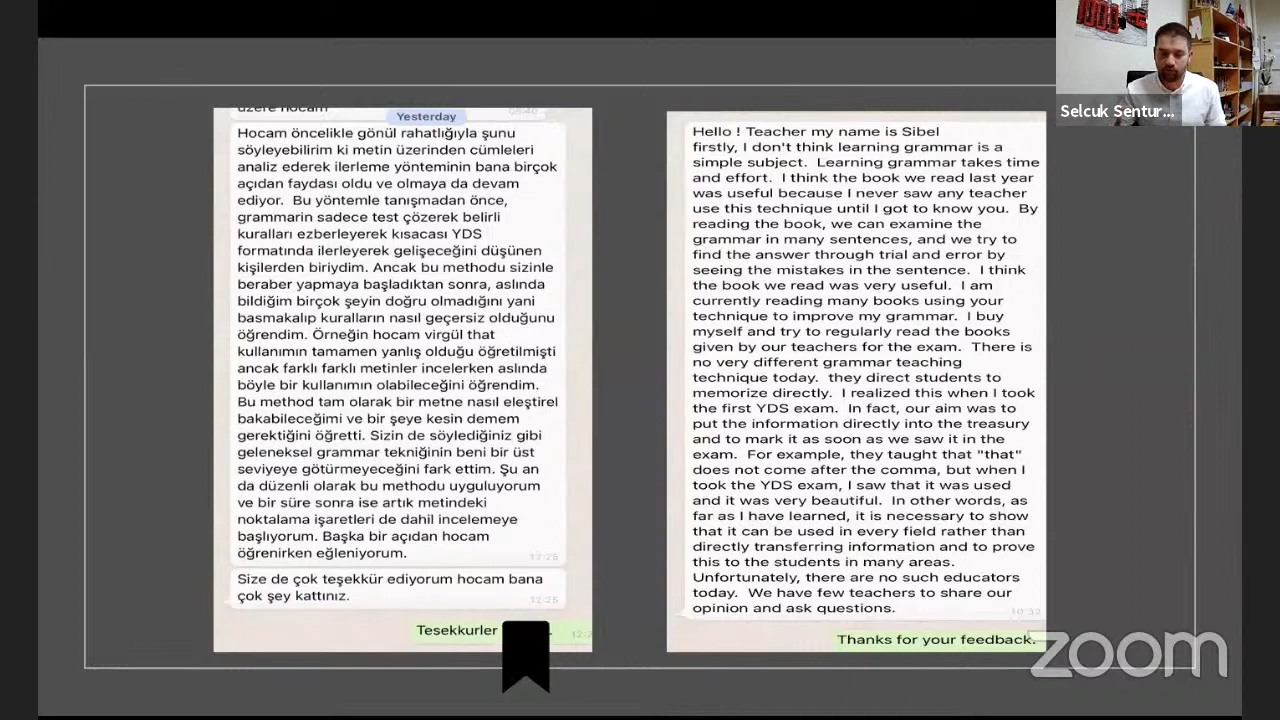 üzere hocam
08:40
Yesterday
Hocam öncelikle gönül rahatlığıyla şunu
söyleyebilirim ki metin üzerinden cümleleri
analiz ederek ilerleme yönteminin bana birçok
açıdan faydası oldu ve olmaya da devam
ediyor.  Bu yöntemle tanışmadan önce,
grammarin sadece test çözerek belirli
kuralları ezberleyerek kısacası YDS
formatında ilerleyerek gelişeceğini düşünen
kişilerden biriydim. Ancak bu methodu sizinle
beraber yapmaya başladıktan sonra, aslında
bildiğim birçok şeyin doğru olmadığını yani
basmakalıp kuralların nasıl geçersiz olduğunu
öğrendim. Örneğin hocam virgül that
kullanımın tamamen yanlış olduğu öğretilmişti
ancak farklı farklı metinler incelerken aslında
böyle bir kullanımın olabileceğini öğrendim.
Bu method tam olarak bir metne nasıl eleştirel
bakabileceğimi ve bir şeye kesin demem
gerektiğini öğretti. Sizin de söylediğiniz gibi
geleneksel grammar tekniğinin beni bir üst
seviyeye götürmeyeceğini fark ettim. Şu an
da düzenli olarak bu methodu uyguluyorum
ve bir süre sonra ise artık metindeki
noktalama işaretleri de dahil incelemeye
başlıyorum. Başka bir açıdan hocam
öğrenirken eğleniyorum.
12:25
Size de çok teşekkür ediyorum hocam bana
çok şey kattınız.
12:25
Tesekkurler
Hello ! Teacher my name is Sibel
firstly, I don't think learning grammar is a
simple subject.  Learning grammar takes time
and effort.  I think the book we read last year
was useful because I never saw any teacher
use this technique until I got to know you.  By
reading the book, we can examine the
grammar in many sentences, and we try to
find the answer through trial and error by
seeing the mistakes in the sentence.  I think
the book we read was very useful.  I am
currently reading many books using your
technique to improve my grammar.  I buy
myself and try to regularly read the books
given by our teachers for the exam.  There is
no very different grammar teaching
technique today.  they direct students to
memorize directly.  I realized this when I took
the first YDS exam.  In fact, our aim was to
put the information directly into the treasury
and to mark it as soon as we saw it in the
exam.  For example, they taught that "that"
does not come after the comma, but when I
took the YDS exam, I saw that it was used
and it was very beautiful.  In other words, as
far as I have learned, it is necessary to show
that it can be used in every field rather than
directly transferring information and to prove
this to the students in many areas.
Unfortunately, there are no such educators
today.  We have few teachers to share our
opinion and ask questions.
10:32
Thanks for your feedback.
Selcuk Sentur...
zoom